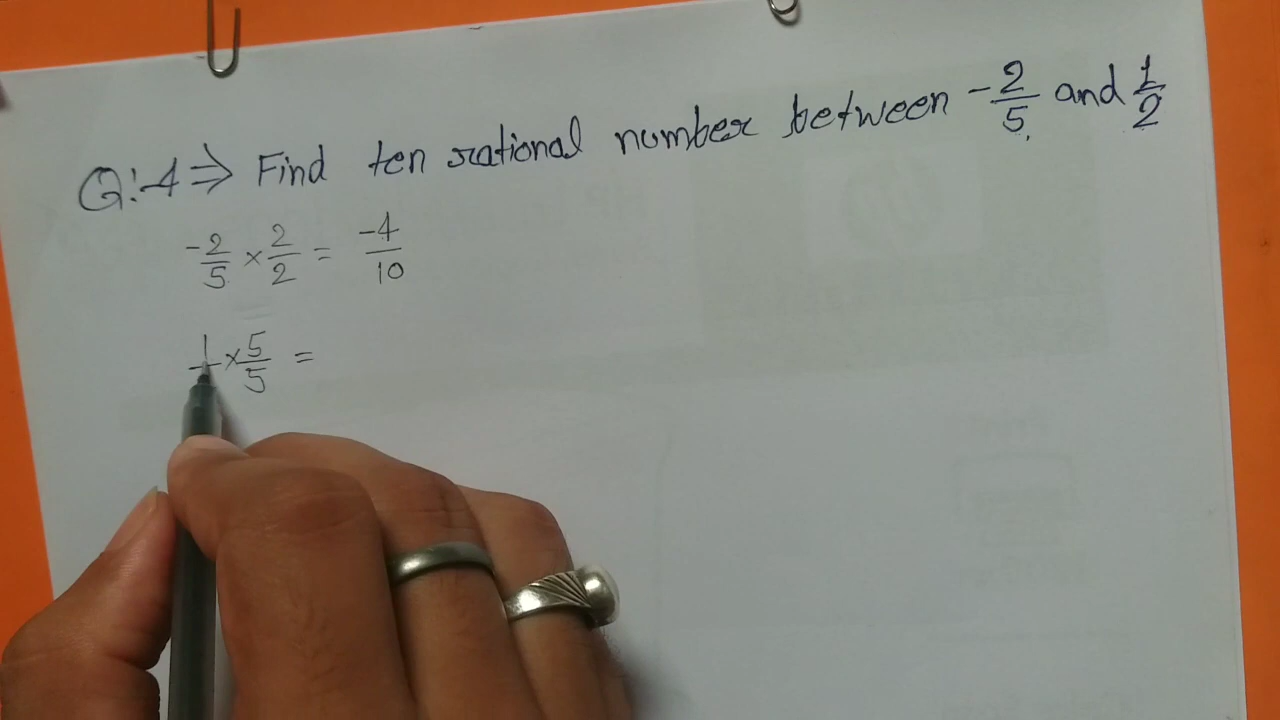 Q:-4 ⇒ Find ten rational number between -2/5 and 1/2
-2/5 × 2/2 = -4/10
1/ × 5/5 =